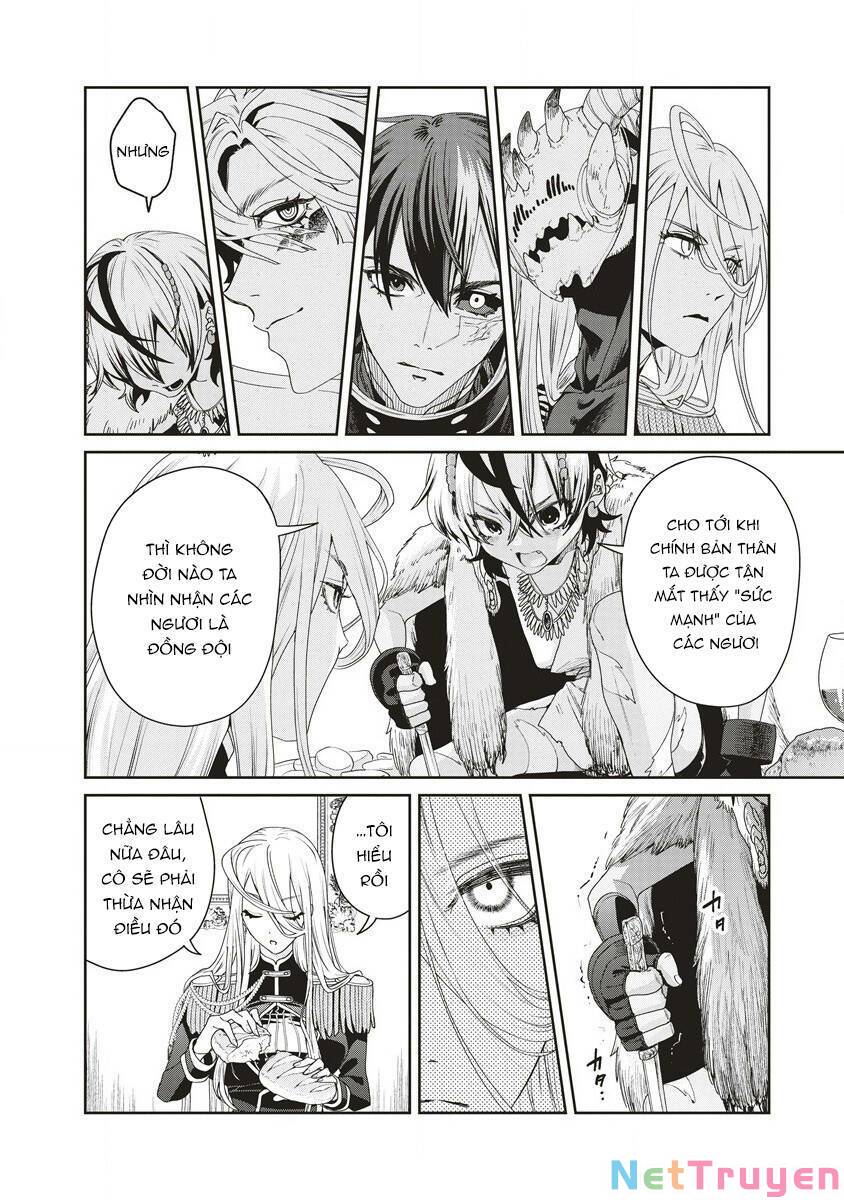 NHƯNG
CHO TỚI KHI
CHÍNH BẢN THÂN
TA ĐƯỢC TẬN
MẮT THẤY "SỨC
MẠNH" CỦA
CÁC NGƯƠI
THÌ KHÔNG
ĐỜI NÀO TA
NHÌN NHẬN CÁC
NGƯƠI LÀ
ĐỒNG ĐỘI
カタ…
カタ…
...TÔI
HIỂU
RỒI
CHẲNG LÂU
NỮA ĐÂU,
CÔ SẼ PHẢI
THỪA NHẬN
ĐIỀU ĐÓ
NetTruyen